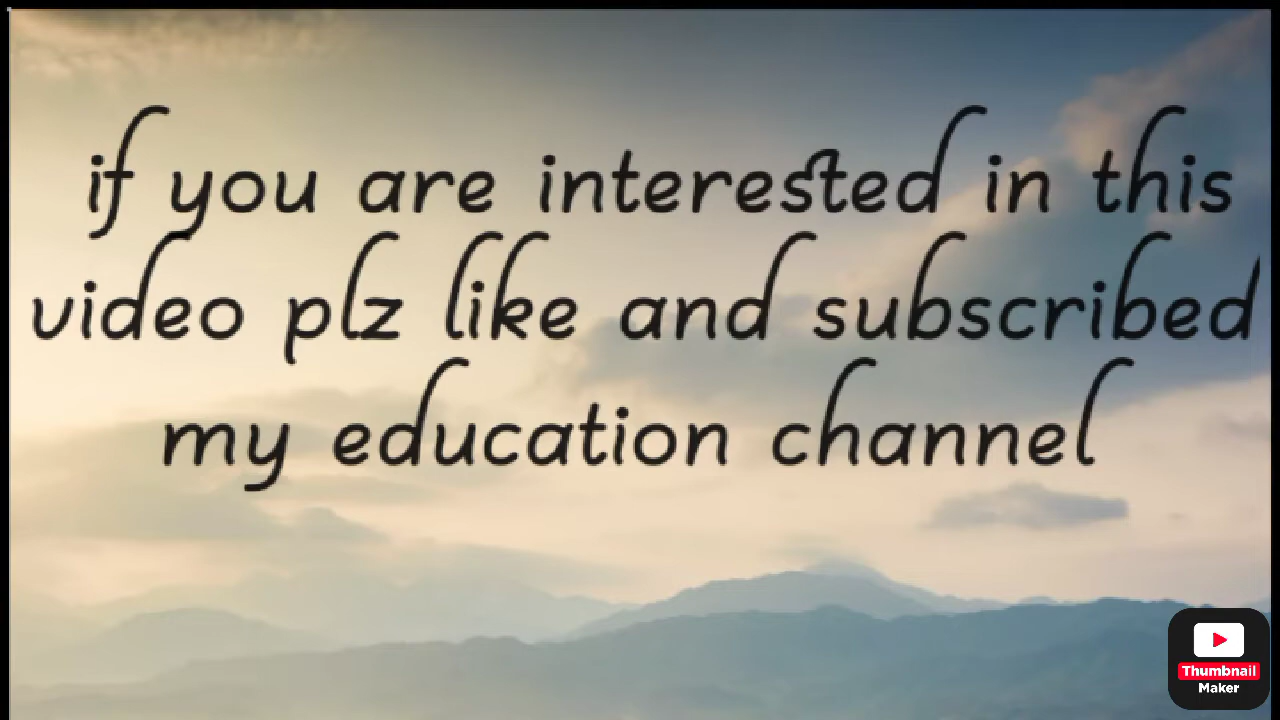 if you are interested in this
video plz like and subscribed
my education channel
Thumbnail
Maker